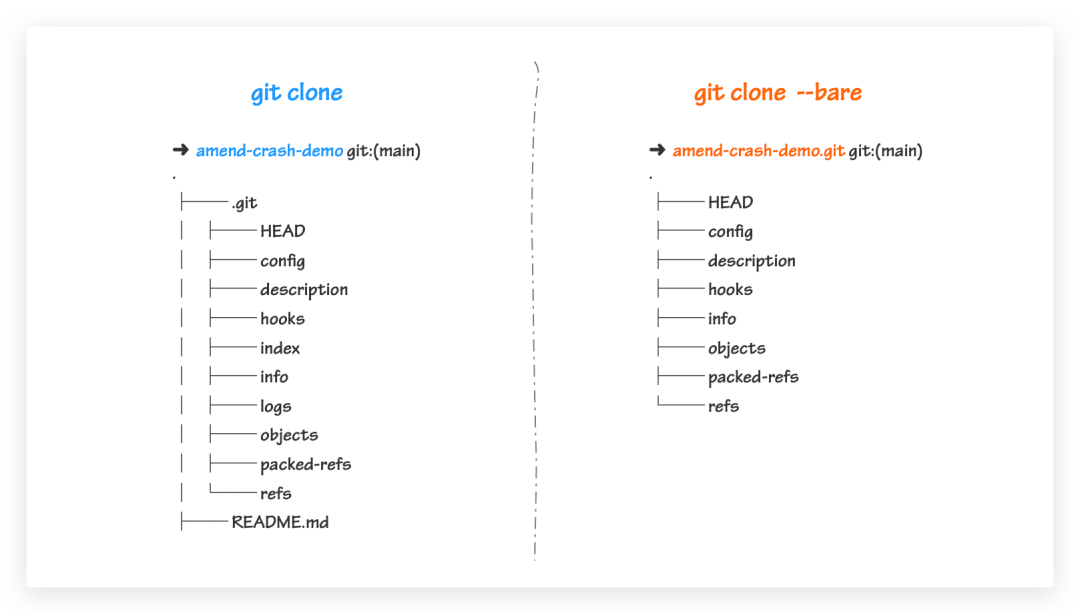 git clone
➜ amend-crash-demo git:(main)
.
├── .git
│ ├── HEAD
│ ├── config
│ ├── description
│ ├── hooks
│ ├── index
│ ├── info
│ ├── logs
│ ├── objects
│ ├── packed-refs
│ └── refs
├── README.md
git clone --bare
➜ amend-crash-demo.git git:(main)
.
├── HEAD
├── config
├── description
├── hooks
├── info
├── objects
├── packed-refs
└── refs